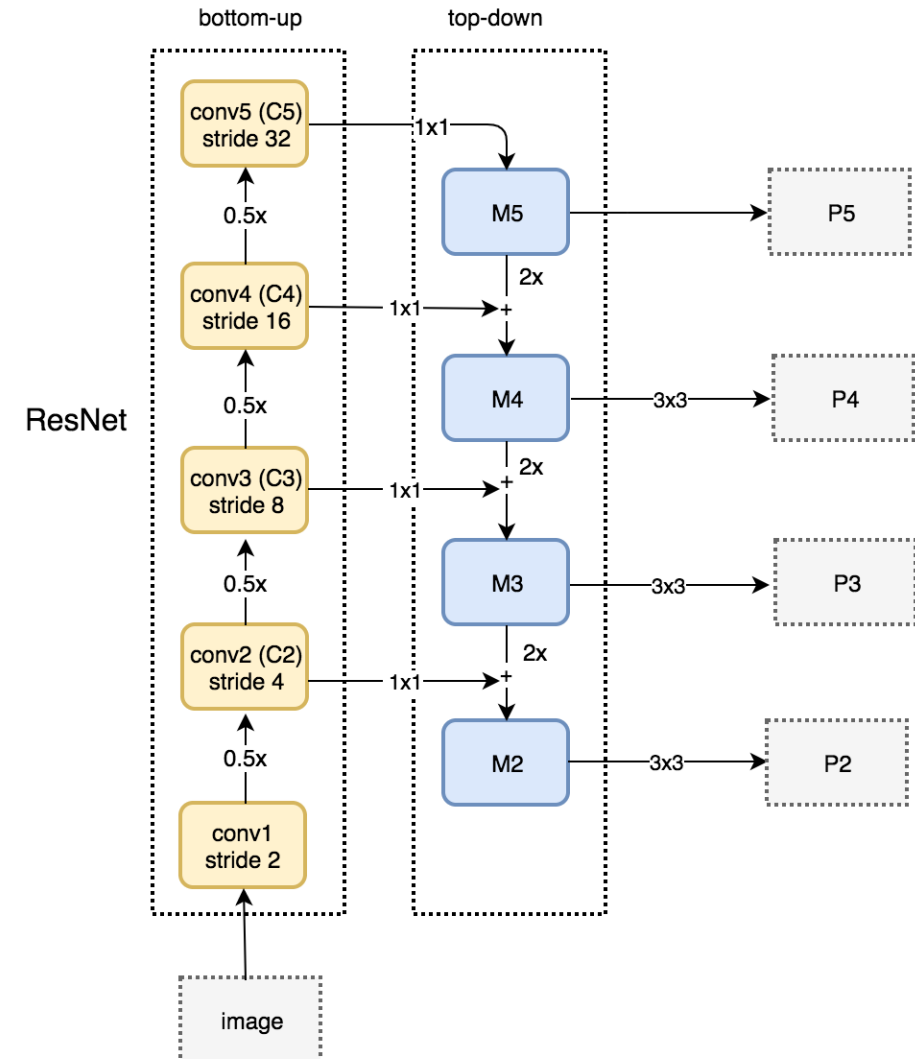 bottom-up
top-down
conv5 (C5)
stride 32
1x1
0.5x
M5
P5
2x
conv4 (C4)
stride 16
1x1
+
0.5x
M4
3x3
P4
ResNet
2x
conv3 (C3)
stride 8
1x1
+
0.5x
M3
3x3
P3
2x
conv2 (C2)
stride 4
1x1
+
0.5x
M2
3x3
P2
conv1
stride 2
image